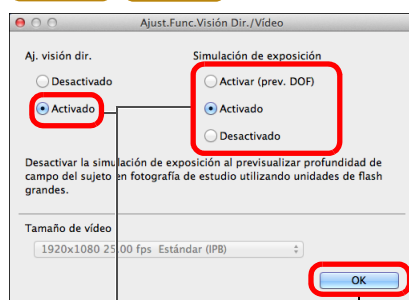 Ajust.Func.Visión Dir./Vídeo
Aj. visión dir.
Simulación de exposición
Desactivado
Activar (prev. DOF)
Activado
Activado
Desactivado
Desactivar la simulación de exposición al previsualizar profundidad de
campo del sujeto en fotografía de estudio utilizando unidades de flash
grandes.
Tamaño de vídeo
1920x1080 25.00 fps Estándar (IPB)
OK